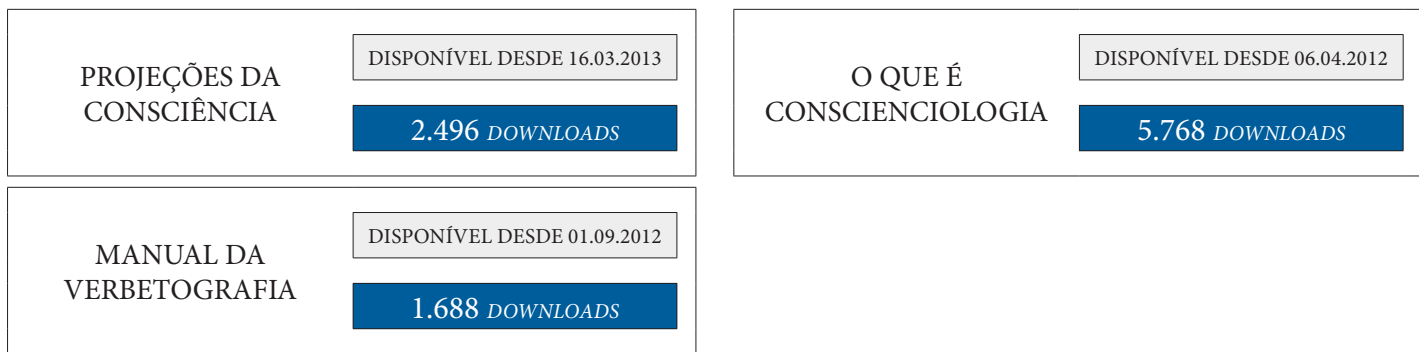 PROJEÇÕES DA
CONSCIÊNCIA
DISPONÍVEL DESDE 16.03.2013
2.496 DOWNLOADS
O QUE É
CONSCIENCIOLOGIA
DISPONÍVEL DESDE 06.04.2012
5.768 DOWNLOADS
MANUAL DA
VERBETOGRAFIA
DISPONÍVEL DESDE 01.09.2012
1.688 DOWNLOADS